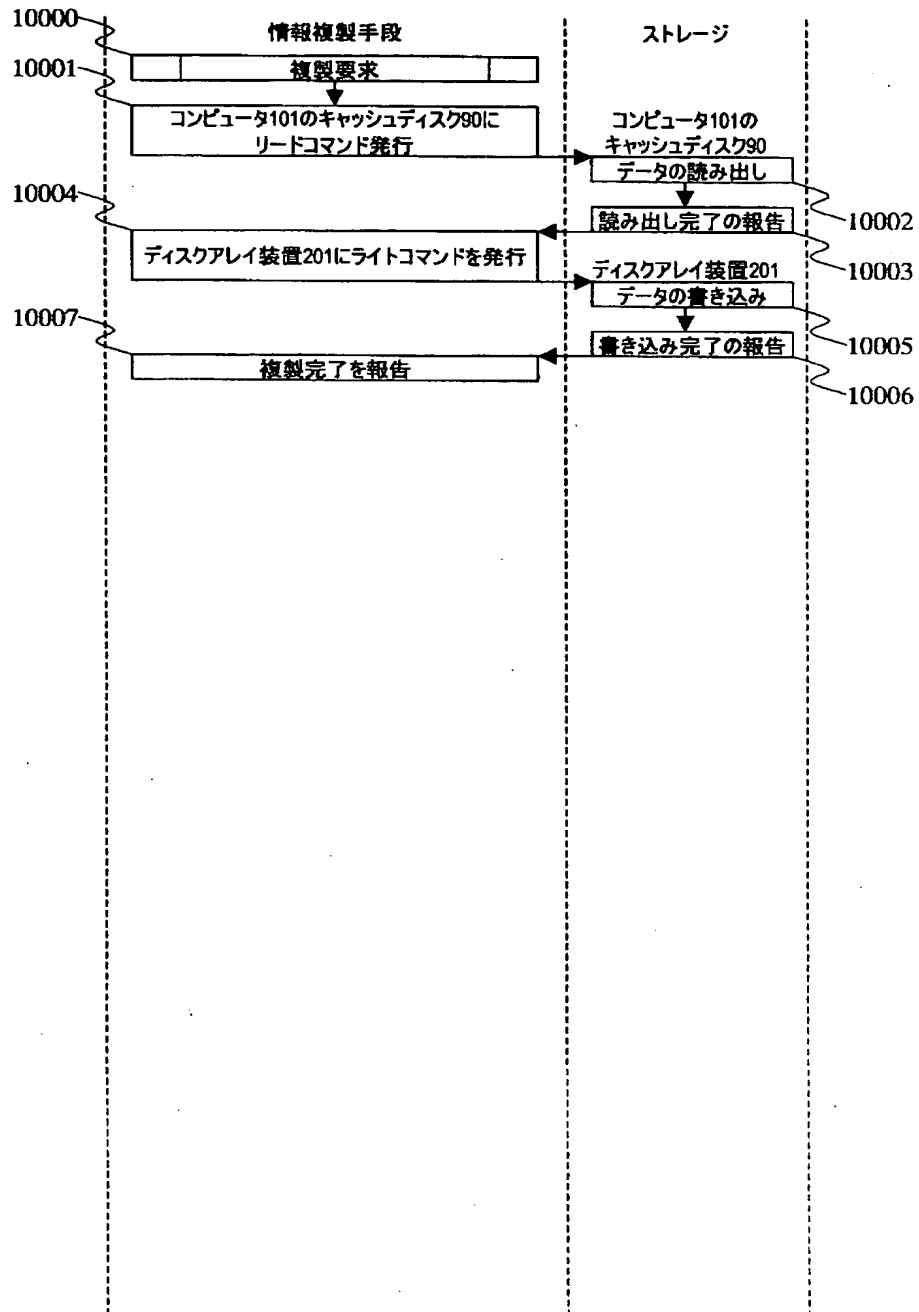 10000
情報複製手段
ストレージ
複製要求
10001
コンピュータ101のキャッシュディスク90に
リードコマンド発行
コンピュータ101の
キャッシュディスク90
データの読み出し
10002
読み出し完了の報告
10003
10004
ディスクアレイ装置201にライトコマンドを発行
ディスクアレイ装置201
データの書き込み
10005
書き込み完了の報告
10006
10007
複製完了を報告